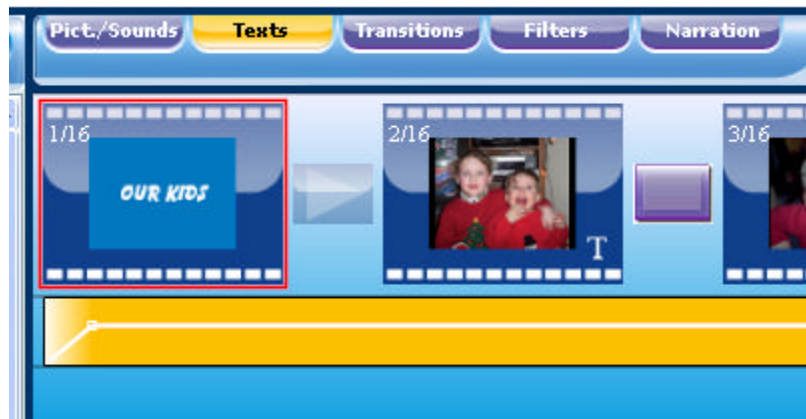 Pict./Sounds Texts Transitions Filters Narration
1/16 2/16 3/16
OUR KIDS
T